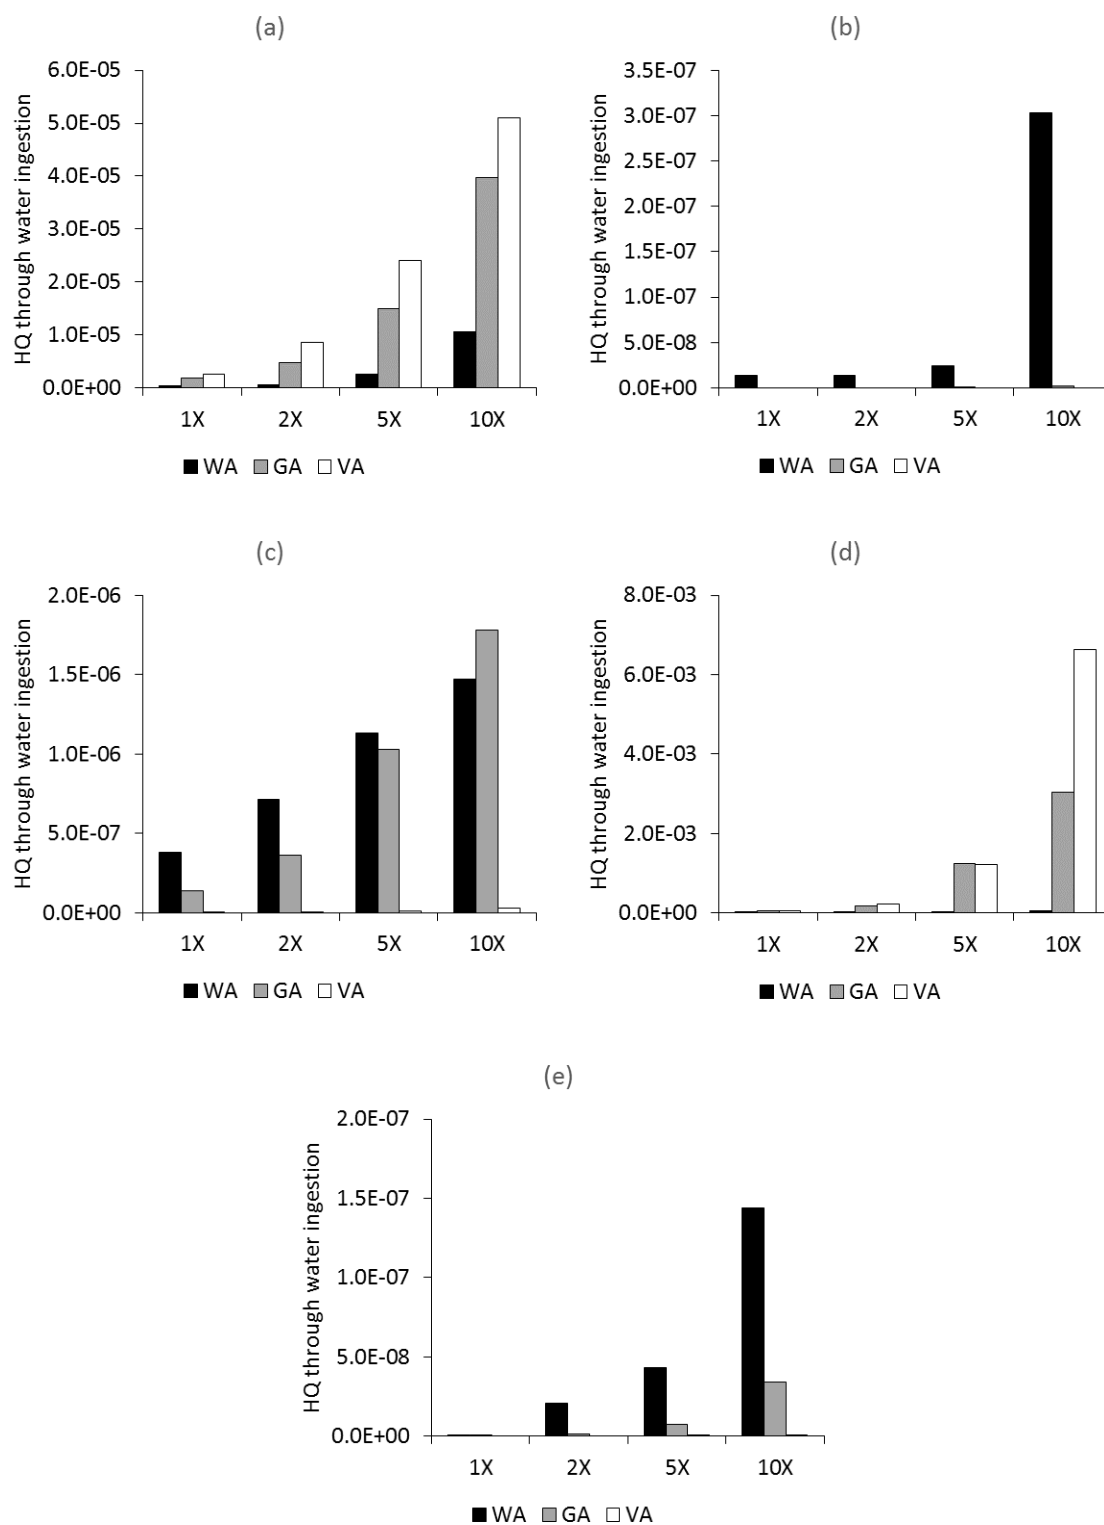 (a)
HQ through water ingestion
6.0E-05
5.0E-05
4.0E-05
3.0E-05
2.0E-05
1.0E-05
0.0E+00
1X 2X 5X 10X
WA GA VA
(b)
HQ through water ingestion
3.5E-07
3.0E-07
2.5E-07
2.0E-07
1.5E-07
1.0E-07
5.0E-08
0.0E+00
1X 2X 5X 10X
WA GA VA
(c)
HQ through water ingestion
2.0E-06
1.5E-06
1.0E-06
5.0E-07
0.0E+00
1X 2X 5X 10X
WA GA VA
(d)
HQ through water ingestion
8.0E-03
6.0E-03
4.0E-03
2.0E-03
0.0E+00
1X 2X 5X 10X
WA GA VA
(e)
HQ through water ingestion
2.0E-07
1.5E-07
1.0E-07
5.0E-08
0.0E+00
1X 2X 5X 10X
WA GA VA